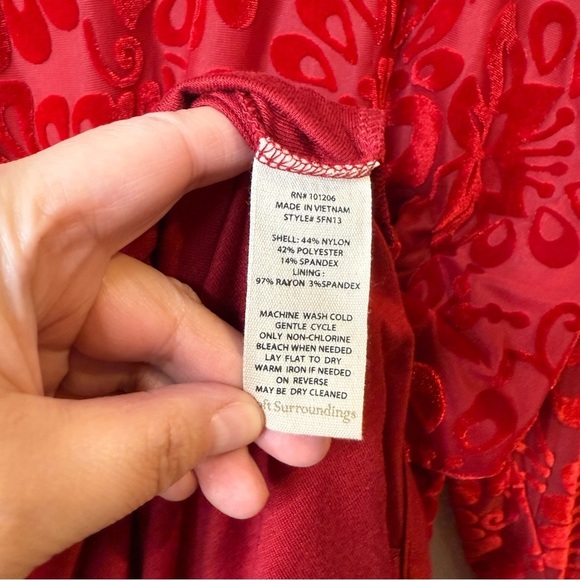 RN# 101206
MADE IN VIETNAM
STYLE# 5FN13
SHELL: 44% NYLON
42% POLYESTER
14% SPANDEX
LINING:
97% RAYON 3%SPANDEX
MACHINE WASH COLD
GENTLE CYCLE
ONLY NON-CHLORINE
BLEACH WHEN NEEDED
LAY FLAT TO DRY
WARM IRON IF NEEDED
ON REVERSE
MAY BE DRY CLEANED
ft Surroundings